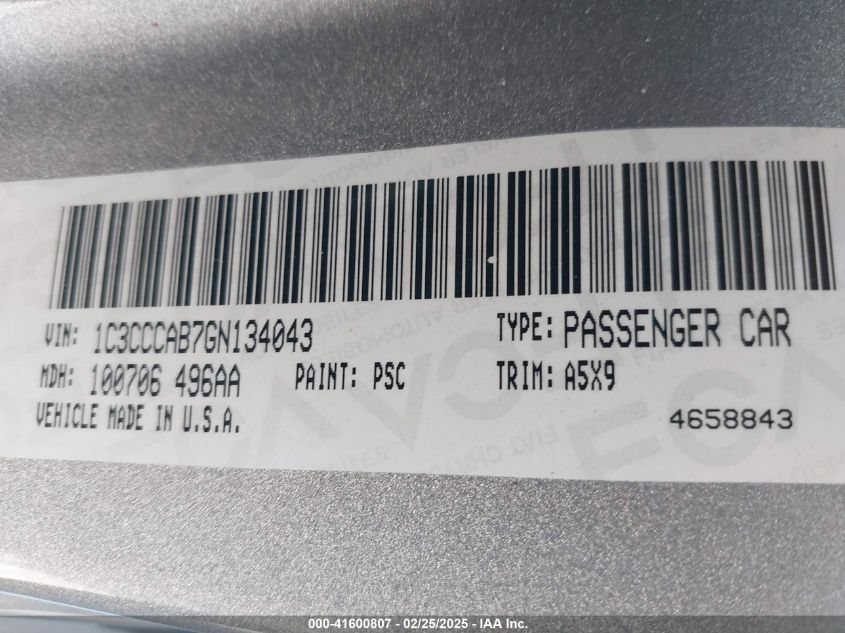 VIN: 1C3CCCAB7GN134043 TYPE: PASSENGER CAR
MDH: 100706 496AA PAINT: PSC TRIM: A5X9
VEHICLE MADE IN U.S.A. 4658843
000-41600807 - 02/25/2025 - IAA Inc.